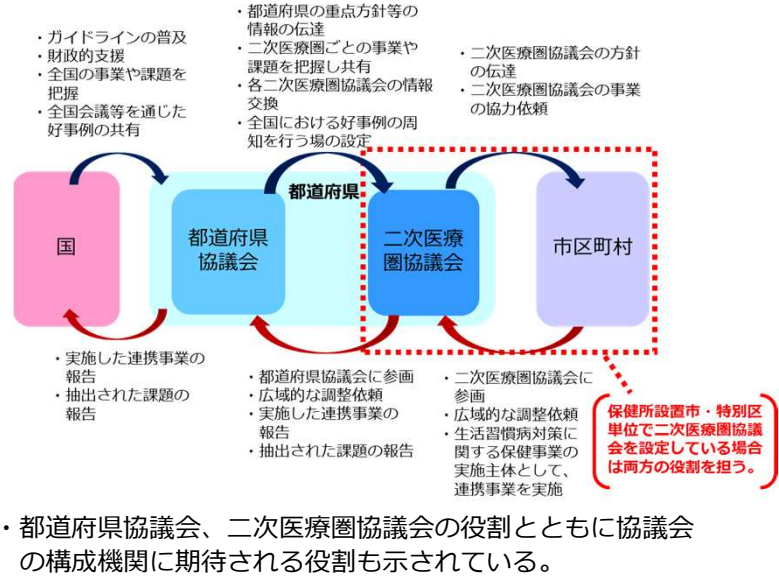 ・ガイドラインの普及
・財政的支援
・全国の事業や課題を
把握
・全国会議等を通じた
好事例の共有
・都道府県の重点方針等の
情報の伝達
・二次医療圏ごとの事業や
課題を把握し共有
・各二次医療圏協議会の情報
交換
・全国における好事例の周
知を行う場の設定
・二次医療圏協議会の方針
の伝達
・二次医療圏協議会の事業
の協力依頼
都道府県
国
都道府県
協議会
二次医療
圏協議会
市区町村
・実施した連携事業の
報告
・抽出された課題の
報告
・都道府県協議会に参画
・広域的な調整依頼
・実施した連携事業の
報告
・抽出された課題の報告
・二次医療圏協議会に
参画
・広域的な調整依頼
・生活習慣病対策に
関する保健事業の
実施主体として、
連携事業を実施
保健所設置市・特別区
単位で二次医療圏協議
会を設定している場合
は両方の役割を担う。
・都道府県協議会、二次医療圏協議会の役割とともに協議会
の構成機関に期待される役割も示されている。